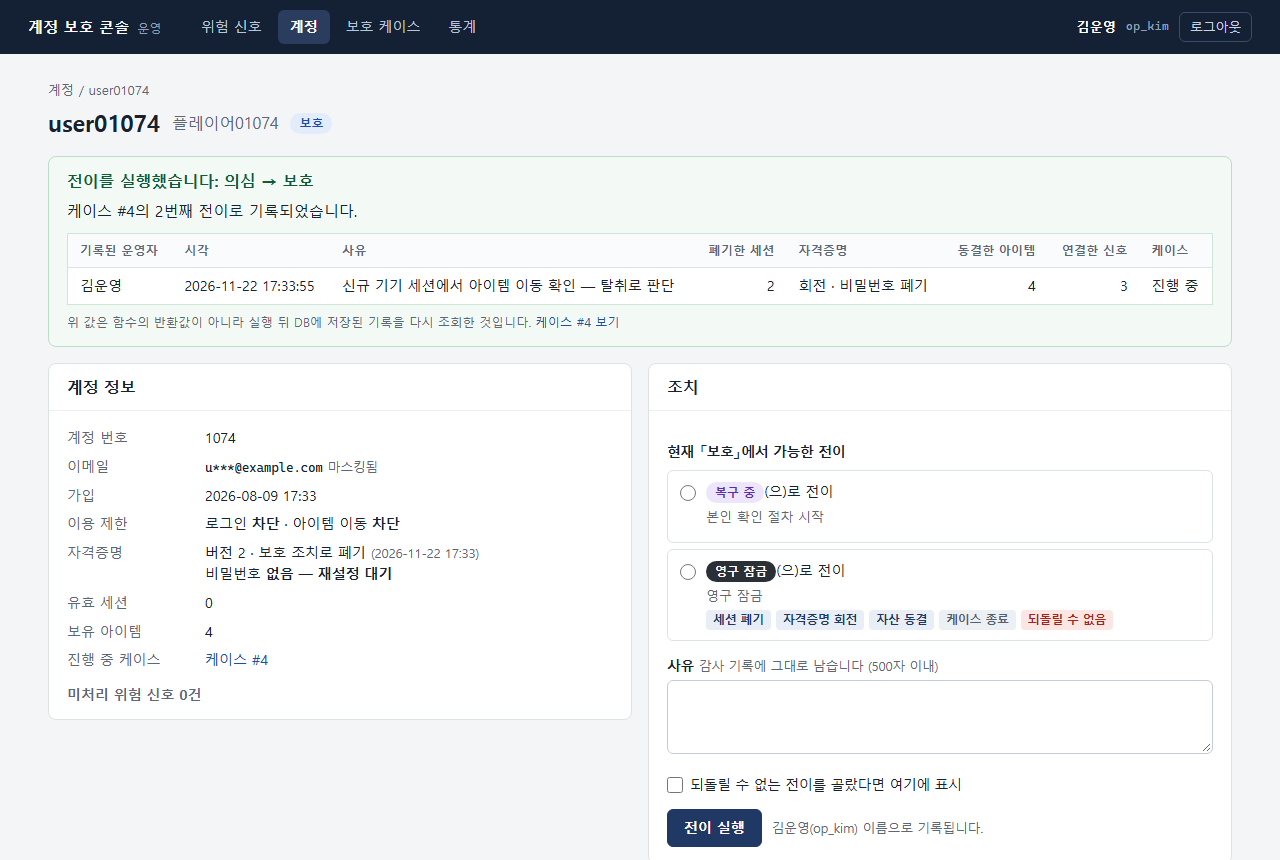 계정 보호 콘솔 운영 위험 신호 계정 보호 케이스 통계 김운영 op_kim 로그아웃
계정 / user01074
user01074 플레이어01074 보호
전이를 실행했습니다: 의심 → 보호
케이스 #4의 2번째 전이로 기록되었습니다.
기록된 운영자 시각 사유 폐기한 세션 자격증명 동결한 아이템 연결한 신호 케이스
김운영 2026-11-22 17:33:55 신규 기기 세션에서 아이템 이동 확인 — 탈취로 판단 2 회전 · 비밀번호 폐기 4 3 진행 중
위 값은 함수의 반환값이 아니라 실행 뒤 DB에 저장된 기록을 다시 조회한 것입니다. 케이스 #4 보기
계정 정보
계정 번호 1074
이메일 u***@example.com 마스킹됨
가입 2026-08-09 17:33
이용 제한 로그인 차단 · 아이템 이동 차단
자격증명 버전 2 · 보호 조치로 폐기 (2026-11-22 17:33)
비밀번호 없음 — 재설정 대기
유효 세션 0
보유 아이템 4
진행 중 케이스 케이스 #4
미처리 위험 신호 0건
조치
현재 「보호」에서 가능한 전이
복구 중 (으)로 전이
본인 확인 절차 시작
영구 잠금 (으)로 전이
영구 잠금
세션 폐기 자격증명 회전 자산 동결 케이스 종료 되돌릴 수 없음
사유 감사 기록에 그대로 남습니다 (500자 이내)
되돌릴 수 없는 전이를 골랐다면 여기에 표시
전이 실행 김운영(op_kim) 이름으로 기록됩니다.